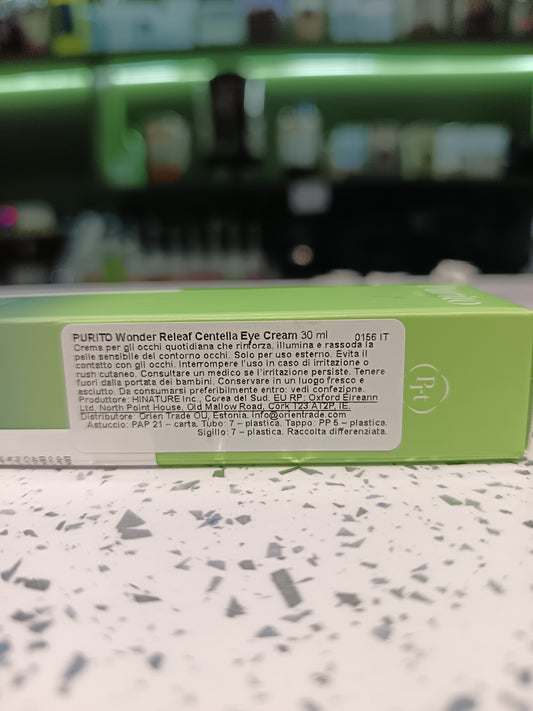 PURITO Wonder Releaf Centella Eye Cream 30 ml 0156 IT
Crema per gli occhi quotidiana che rinforza, illumina e rassoda la
pelle sensibile del contorno occhi. Solo per uso esterno. Evita il
contatto con gli occhi. Interrompere l'uso in caso di irritazione o
rush cutaneo. Consultare un medico se l'irritazione persiste. Tenere
fuori dalla portata dei bambini. Conservare in un luogo fresco e
asciutto. Da consumarsi preferibilmente entro: vedi confezione.
Produttore: HINATURE Inc., Corea del Sud. EU RP: Oxford Eireann
Ltd, North Point House, Old Mallow Road, Cork T23 AT2P, IE.
Distributore: Orien Trade OU, Estonia. info@orientrade.com
Astuccio: PAP 21 – carta. Tubo: 7 – plastica. Tappo: PP 5 – plastica.
Sigillo: 7 – plastica. Raccolta differenziata.
Purito
P:t